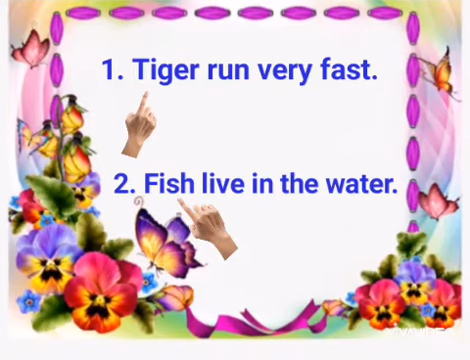 1. Tiger run very fast.
2. Fish live in the water.